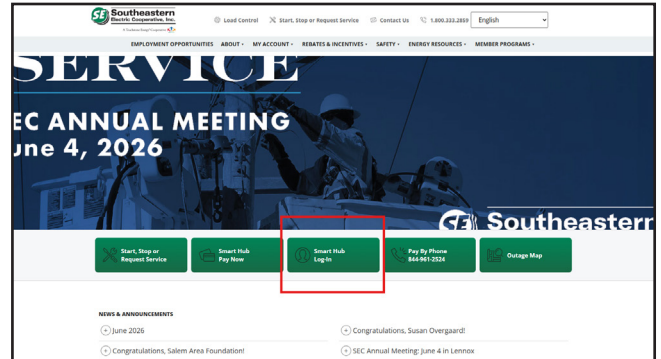 Southeastern
Electric Cooperative, Inc.
A Touchstone Energy Cooperative
Load Control
Start, Stop or Request Service
Contact Us
1.800.333.2859
English
EMPLOYMENT OPPORTUNITIES
ABOUT
MY ACCOUNT
REBATES & INCENTIVES
SAFETY
ENERGY RESOURCES
MEMBER PROGRAMS
SERVICE
EC ANNUAL MEETING
une 4, 2026
SE Southeastern
Start, Stop or
Request Service
Smart Hub
Pay Now
Smart Hub
Log-In
Pay By Phone
844-961-2524
Outage Map
NEWS & ANNOUNCEMENTS
June 2026
Congratulations, Susan Overgaard!
Congratulations, Salem Area Foundation!
SEC Annual Meeting: June 4 in Lennox